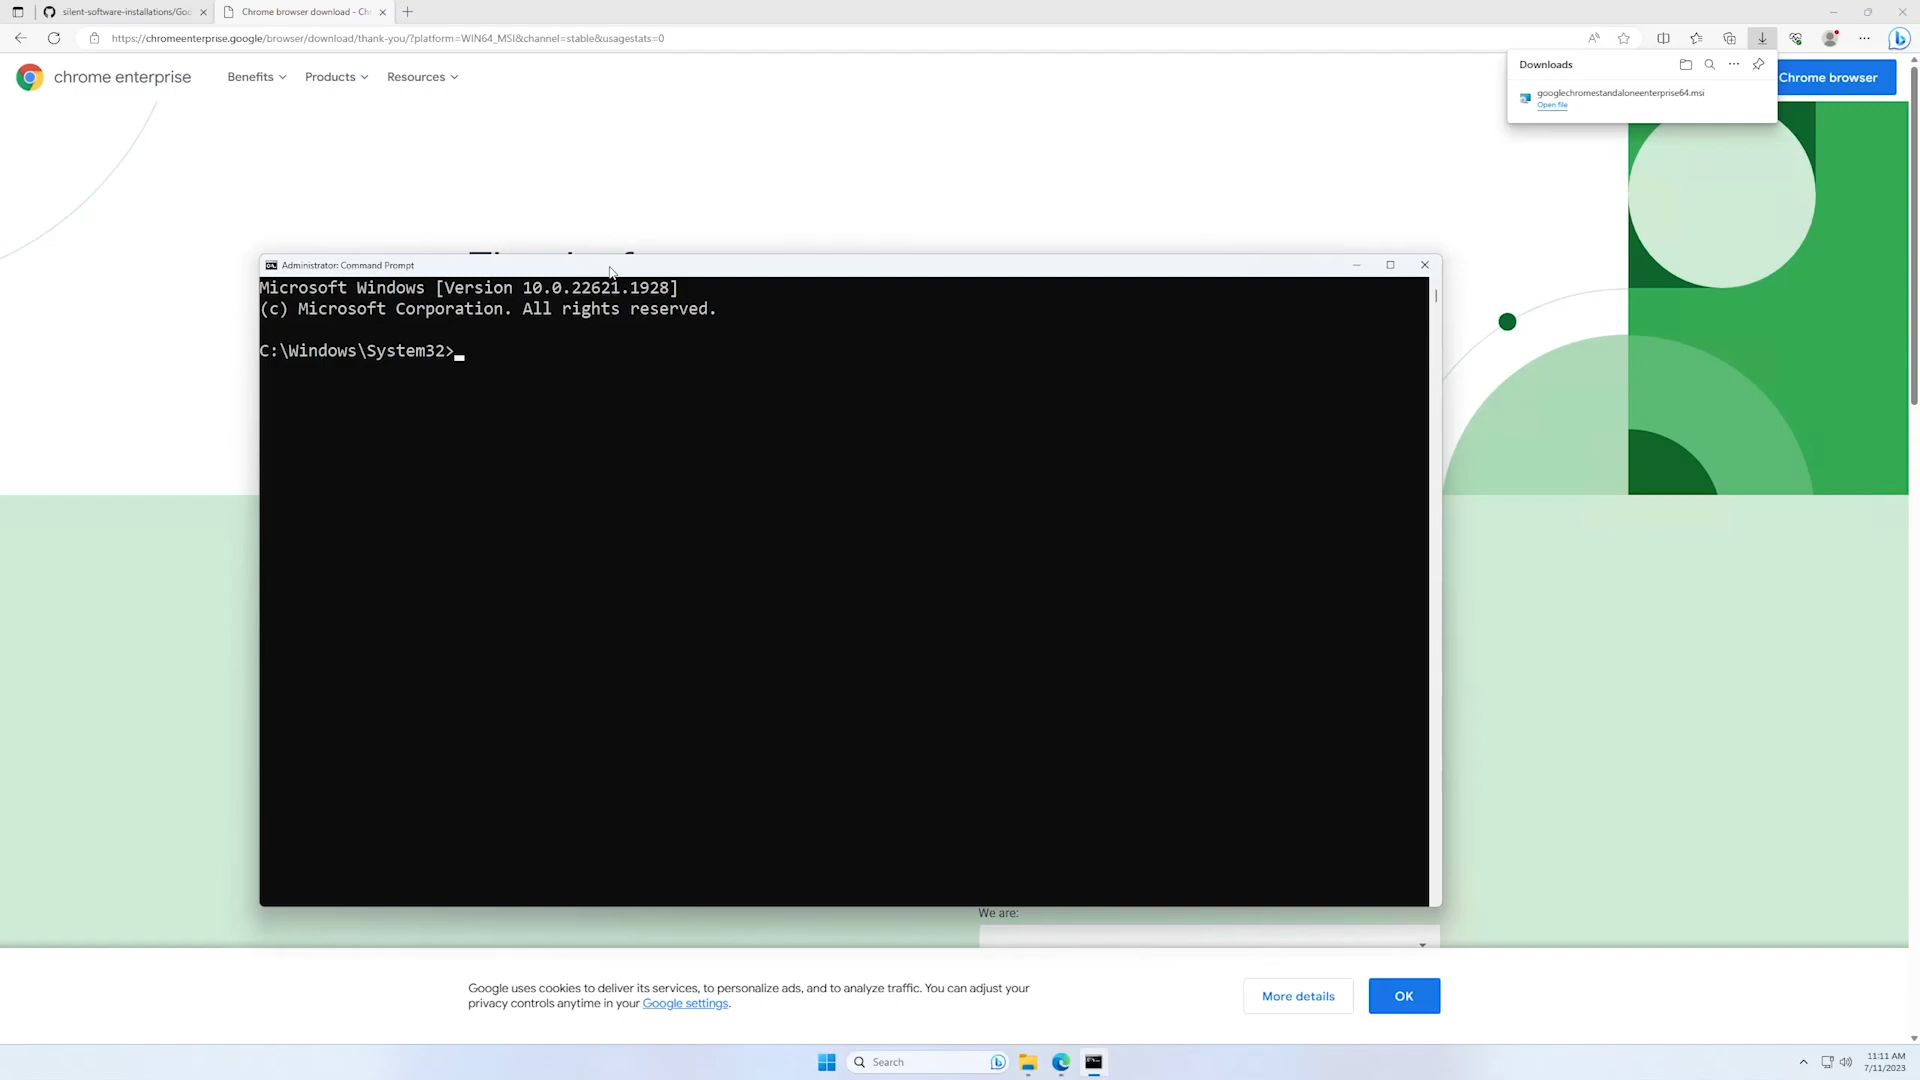 silent-software-installations/Goo
Chrome browser download - Ch
https://chromeenterprise.google/browser/download/thank-you/?platform=WIN64_MSI&channel=stable&usagestats=0
chrome enterprise
Benefits
Products
Resources
Downloads
googlechromestandaloneenterprise64.msi
Open file
Chrome browser
Administrator: Command Prompt
Microsoft Windows [Version 10.0.22621.1928]
(c) Microsoft Corporation. All rights reserved.
C:\Windows\System32>
We are:
Google uses cookies to deliver its services, to personalize ads, and to analyze traffic. You can adjust your
privacy controls anytime in your Google settings.
More details
OK
Search
11:11 AM
7/11/2023